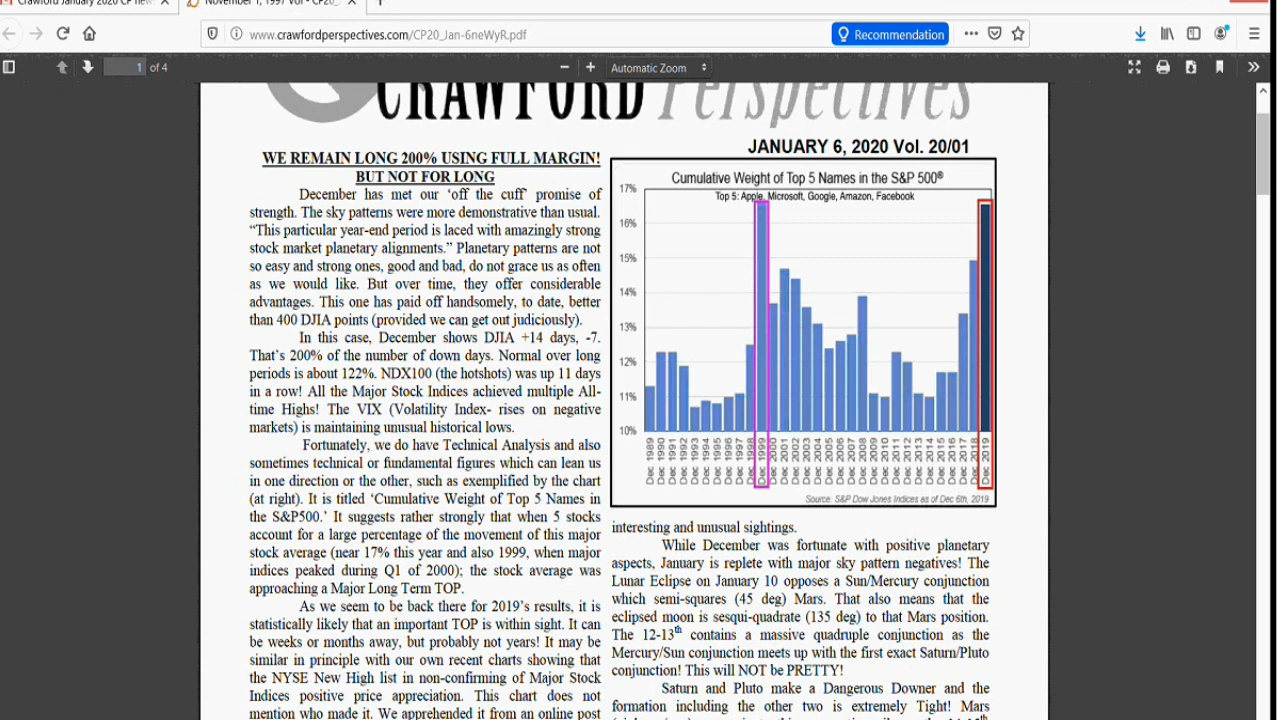 Crawford January 2020 CP new
November 1, 1997 Vol - CP20_
www.crawfordperspectives.com/CP20_Jan-6neWyR.pdf
Recommendation
1 of 4
Automatic Zoom
CRAWFORD Perspectives
JANUARY 6, 2020 Vol. 20/01
WE REMAIN LONG 200% USING FULL MARGIN!
BUT NOT FOR LONG
December has met our ‘off the cuff’ promise of
strength. The sky patterns were more demonstrative than usual.
“This particular year-end period is laced with amazingly strong
stock market planetary alignments.” Planetary patterns are not
so easy and strong ones, good and bad, do not grace us as often
as we would like. But over time, they offer considerable
advantages. This one has paid off handsomely, to date, better
than 400 DJIA points (provided we can get out judiciously).
In this case, December shows DJIA +14 days, -7.
That’s 200% of the number of down days. Normal over long
periods is about 122%. NDX100 (the hotshots) was up 11 days
in a row! All the Major Stock Indices achieved multiple All-
time Highs! The VIX (Volatility Index- rises on negative
markets) is maintaining unusual historical lows.
Fortunately, we do have Technical Analysis and also
sometimes technical or fundamental figures which can lean us
in one direction or the other, such as exemplified by the chart
(at right). It is titled ‘Cumulative Weight of Top 5 Names in
the S&P500.’ It suggests rather strongly that when 5 stocks
account for a large percentage of the movement of this major
stock average (near 17% this year and also 1999, when major
indices peaked during Q1 of 2000); the stock average was
approaching a Major Long Term TOP.
As we seem to be back there for 2019’s results, it is
statistically likely that an important TOP is within sight. It can
be weeks or months away, but probably not years! It may be
similar in principle with our own recent charts showing that
the NYSE New High list in non-confirming of Major Stock
Indices positive price appreciation. This chart does not
mention who made it. We apprehended it from an online post
Cumulative Weight of Top 5 Names in the S&P 500®
Top 5: Apple, Microsoft, Google, Amazon, Facebook
17%
16%
15%
14%
13%
12%
11%
10%
Dec 1989
Dec 1990
Dec 1991
Dec 1992
Dec 1993
Dec 1994
Dec 1995
Dec 1996
Dec 1997
Dec 1998
Dec 1999
Dec 2000
Dec 2001
Dec 2002
Dec 2003
Dec 2004
Dec 2005
Dec 2006
Dec 2007
Dec 2008
Dec 2009
Dec 2010
Dec 2011
Dec 2012
Dec 2013
Dec 2014
Dec 2015
Dec 2016
Dec 2017
Dec 2018
Dec 2019
Source: S&P Dow Jones Indices as of Dec 6th, 2019
interesting and unusual sightings.
While December was fortunate with positive planetary
aspects, January is replete with major sky pattern negatives! The
Lunar Eclipse on January 10 opposes a Sun/Mercury conjunction
which semi-squares (45 deg) Mars. That also means that the
eclipsed moon is sesqui-quadrate (135 deg) to that Mars position.
The 12-13th contains a massive quadruple conjunction as the
Mercury/Sun conjunction meets up with the first exact Saturn/Pluto
conjunction! This will NOT be PRETTY!
Saturn and Pluto make a Dangerous Downer and the
formation including the other two is extremely Tight! Mars